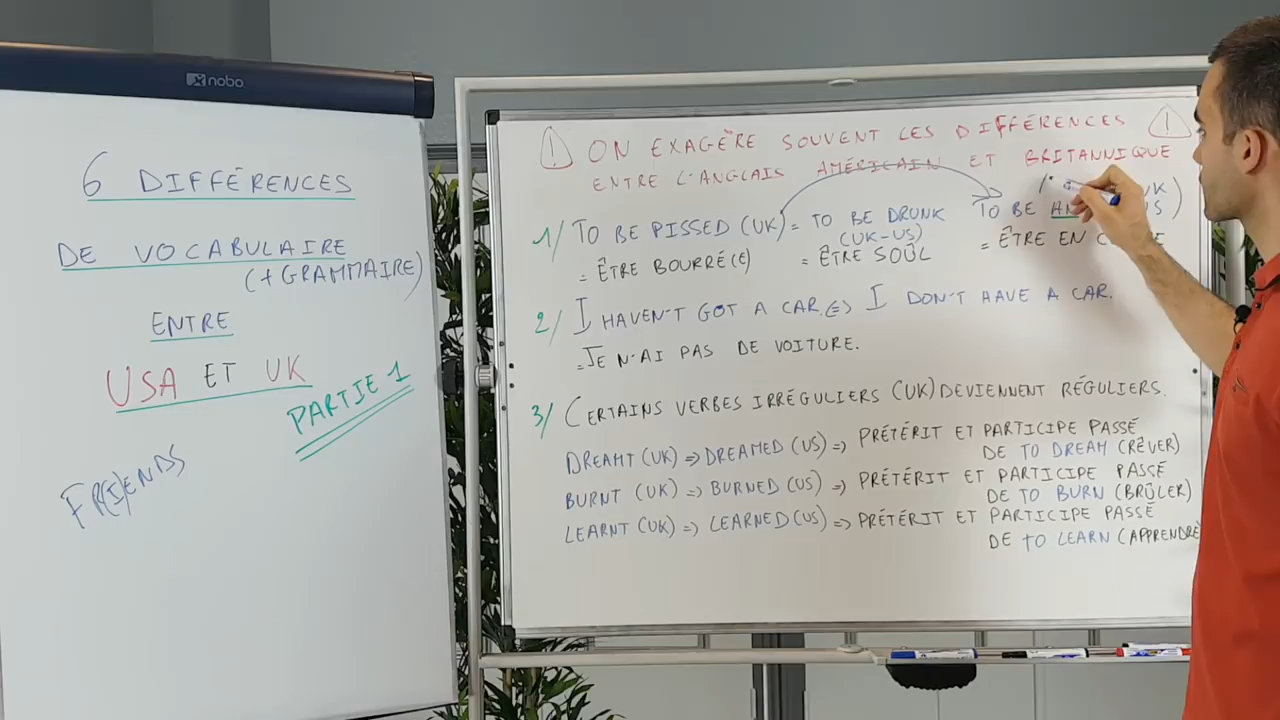 nobo
6 DIFFÉRENCES
DE VOCABULAIRE
(+GRAMMAIRE)
ENTRE
USA ET UK
PARTIE 1
FR(I)ENDS
! ON EXAGÈRE SOUVENT LES DIFFÉRENCES !
ENTRE L'ANGLAIS AMÉRICAIN ET BRITANNIQUE
1/ TO BE PISSED (UK) = TO BE DRUNK
(UK-US)
= ÊTRE BOURRÉ(E) = ÊTRE SOÛL
TO BE
= ÊTRE EN
2/ I HAVEN'T GOT A CAR. <=> I DON'T HAVE A CAR.
= JE N'AI PAS DE VOITURE.
3/ CERTAINS VERBES IRRÉGULIERS (UK) DEVIENNENT RÉGULIERS.
DREAMT (UK) => DREAMED (US) => PRÉTÉRIT ET PARTICIPE PASSÉ
DE TO DREAM (RÊVER)
BURNT (UK) => BURNED (US) => PRÉTÉRIT ET PARTICIPE PASSÉ
DE TO BURN (BRÛLER)
LEARNT (UK) => LEARNED (US) => PRÉTÉRIT ET PARTICIPE PASSÉ
DE TO LEARN (APPRENDRE